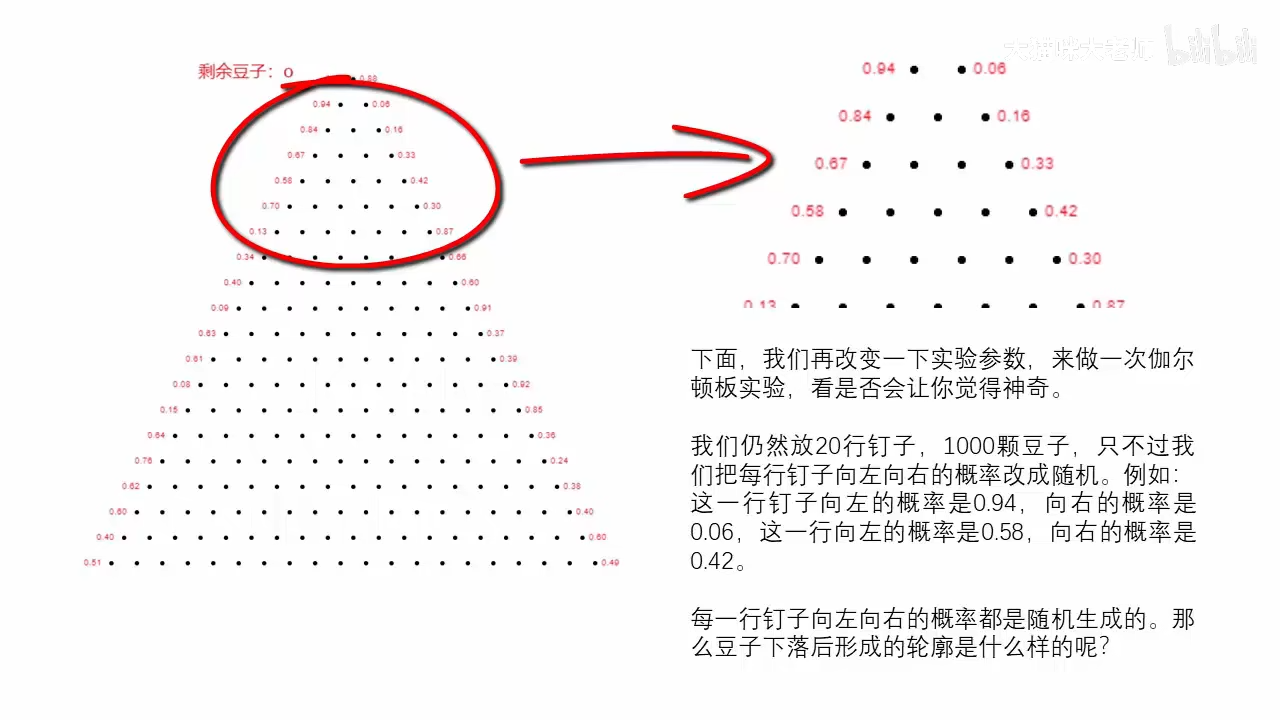 大猫咪大老师 bilibili
剩余豆子：0
0.88
0.94 0.06
0.84 0.16
0.67 0.33
0.58 0.42
0.70 0.30
0.13 0.87
0.34 0.66
0.40 0.60
0.09 0.91
0.63 0.37
0.61 0.39
0.08 0.92
0.15 0.85
0.64 0.36
0.76 0.24
0.62 0.38
0.60 0.40
0.40 0.60
0.51 0.49
0.94 0.06
0.84 0.16
0.67 0.33
0.58 0.42
0.70 0.30
0.13 0.87
下面，我们再改变一下实验参数，来做一次伽尔
顿板实验，看是否会让你觉得神奇。
我们仍然放20行钉子，1000颗豆子，只不过我
们把每行钉子向左向右的概率改成随机。例如：
这一行钉子向左的概率是0.94，向右的概率是
0.06，这一行向左的概率是0.58，向右的概率是
0.42。
每一行钉子向左向右的概率都是随机生成的。那
么豆子下落后形成的轮廓是什么样的呢？